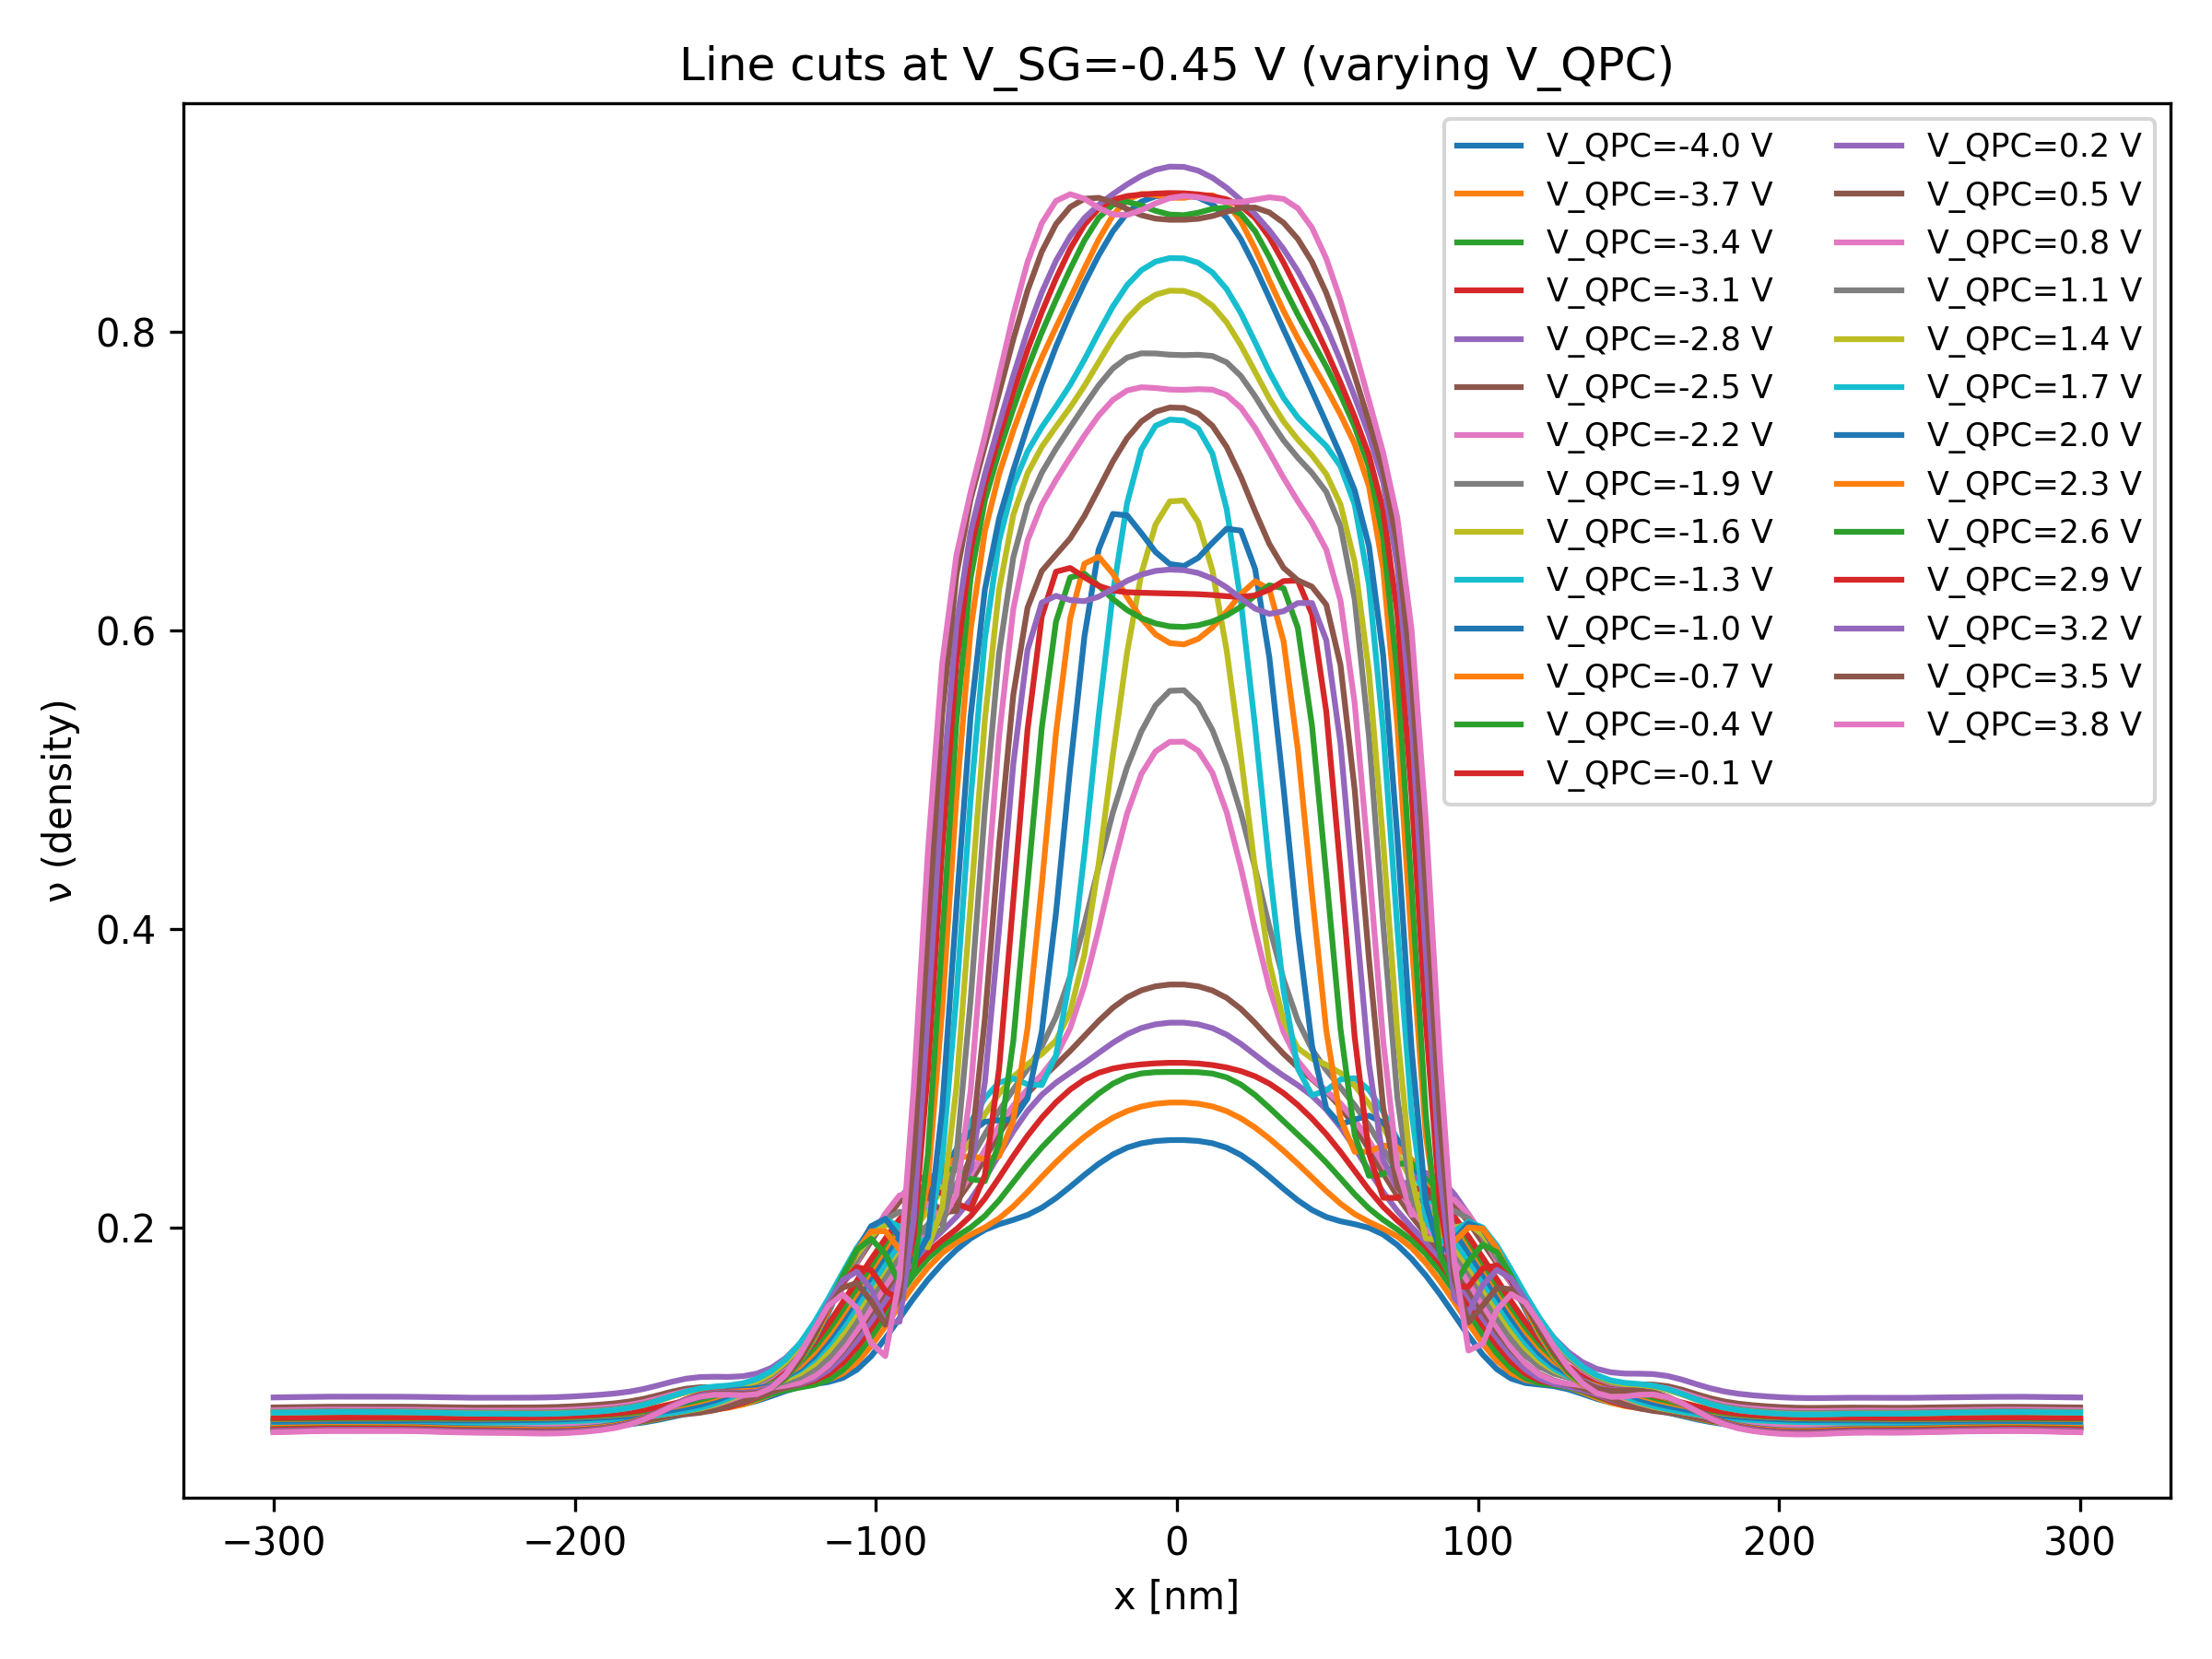 Line cuts at V_SG=-0.45 V (varying V_QPC)
V_QPC=-4.0 V
V_QPC=-3.7 V
V_QPC=-3.4 V
V_QPC=-3.1 V
V_QPC=-2.8 V
V_QPC=-2.5 V
V_QPC=-2.2 V
V_QPC=-1.9 V
V_QPC=-1.6 V
V_QPC=-1.3 V
V_QPC=-1.0 V
V_QPC=-0.7 V
V_QPC=-0.4 V
V_QPC=-0.1 V
V_QPC=0.2 V
V_QPC=0.5 V
V_QPC=0.8 V
V_QPC=1.1 V
V_QPC=1.4 V
V_QPC=1.7 V
V_QPC=2.0 V
V_QPC=2.3 V
V_QPC=2.6 V
V_QPC=2.9 V
V_QPC=3.2 V
V_QPC=3.5 V
V_QPC=3.8 V
ν (density)
0.8
0.6
0.4
0.2
−300 −200 −100 0 100 200 300
x [nm]